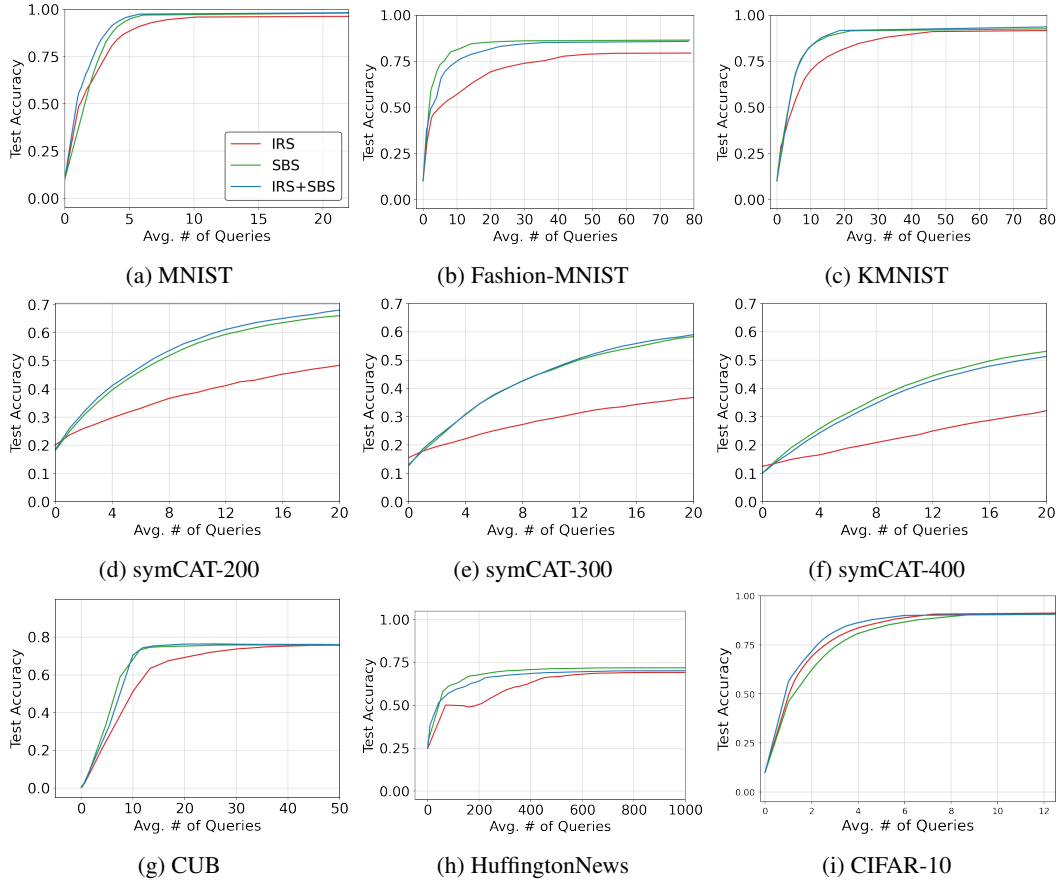 Test Accuracy
1.00
0.75
0.50
0.25
0.00
0 5 10 15 20
Avg. # of Queries
IRS
SBS
IRS+SBS
(a) MNIST
Test Accuracy
1.00
0.75
0.50
0.25
0.00
0 10 20 30 40 50 60 70 80
Avg. # of Queries
(b) Fashion-MNIST
Test Accuracy
1.00
0.75
0.50
0.25
0.00
0 10 20 30 40 50 60 70 80
Avg. # of Queries
(c) KMNIST
Test Accuracy
0.7
0.6
0.5
0.4
0.3
0.2
0.1
0.0
0 4 8 12 16 20
Avg. # of Queries
(d) symCAT-200
Test Accuracy
0.7
0.6
0.5
0.4
0.3
0.2
0.1
0.0
0 4 8 12 16 20
Avg. # of Queries
(e) symCAT-300
Test Accuracy
0.7
0.6
0.5
0.4
0.3
0.2
0.1
0.0
0 4 8 12 16 20
Avg. # of Queries
(f) symCAT-400
Test Accuracy
0.8
0.6
0.4
0.2
0.0
0 10 20 30 40 50
Avg. # of Queries
(g) CUB
Test Accuracy
1.00
0.75
0.50
0.25
0.00
0 200 400 600 800 1000
Avg. # of Queries
(h) HuffingtonNews
Test Accuracy
1.00
0.75
0.50
0.25
0.00
0 2 4 6 8 10 12
Avg. # of Queries
(i) CIFAR-10